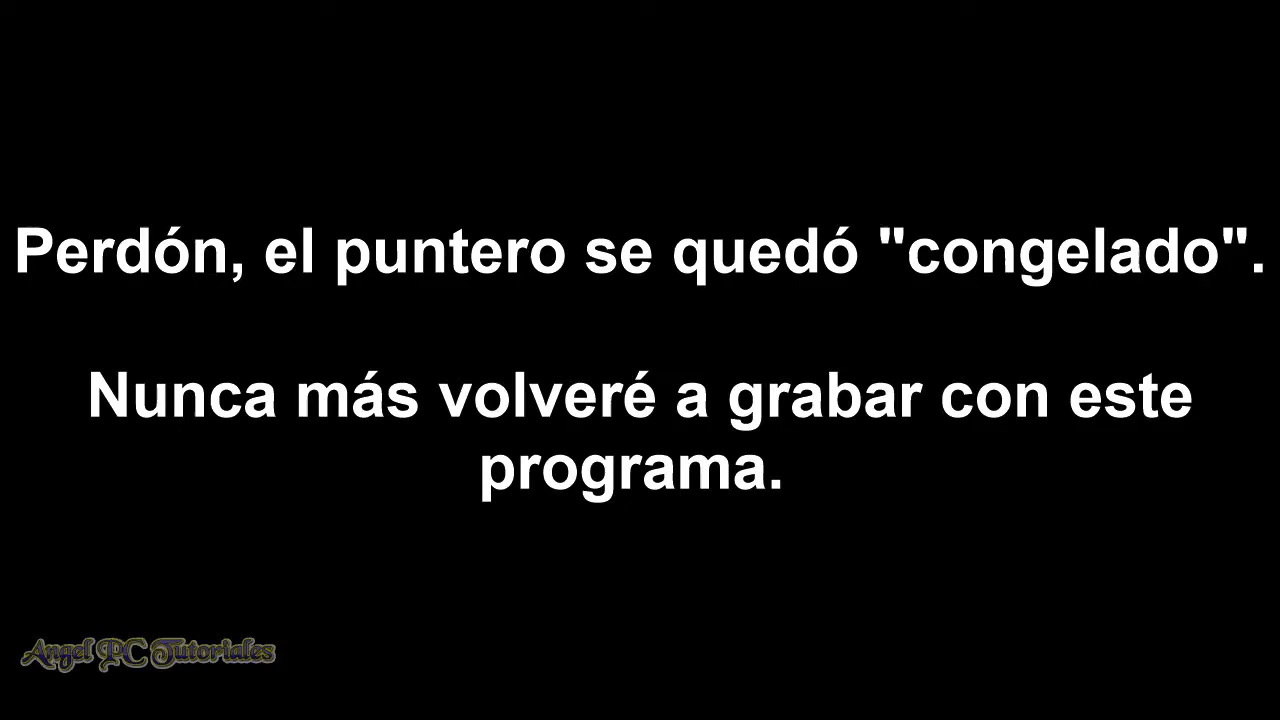 Perdón, el puntero se quedó "congelado".
Nunca más volveré a grabar con este
programa.
Angel PC Tutoriales